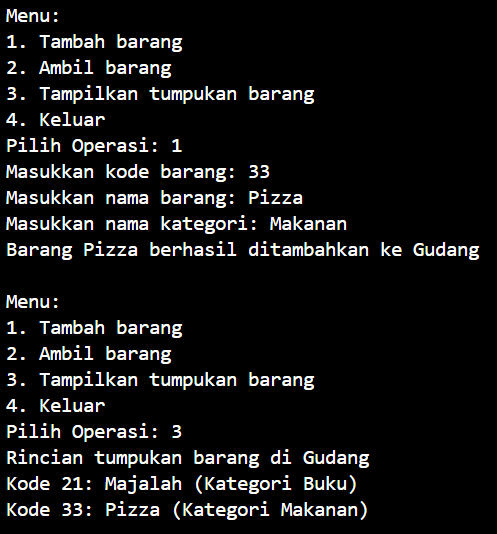 Menu:
1. Tambah barang
2. Ambil barang
3. Tampilkan tumpukan barang
4. Keluar
Pilih Operasi: 1
Masukkan kode barang: 33
Masukkan nama barang: Pizza
Masukkan nama kategori: Makanan
Barang Pizza berhasil ditambahkan ke Gudang
Menu:
1. Tambah barang
2. Ambil barang
3. Tampilkan tumpukan barang
4. Keluar
Pilih Operasi: 3
Rincian tumpukan barang di Gudang
Kode 21: Majalah (Kategori Buku)
Kode 33: Pizza (Kategori Makanan)